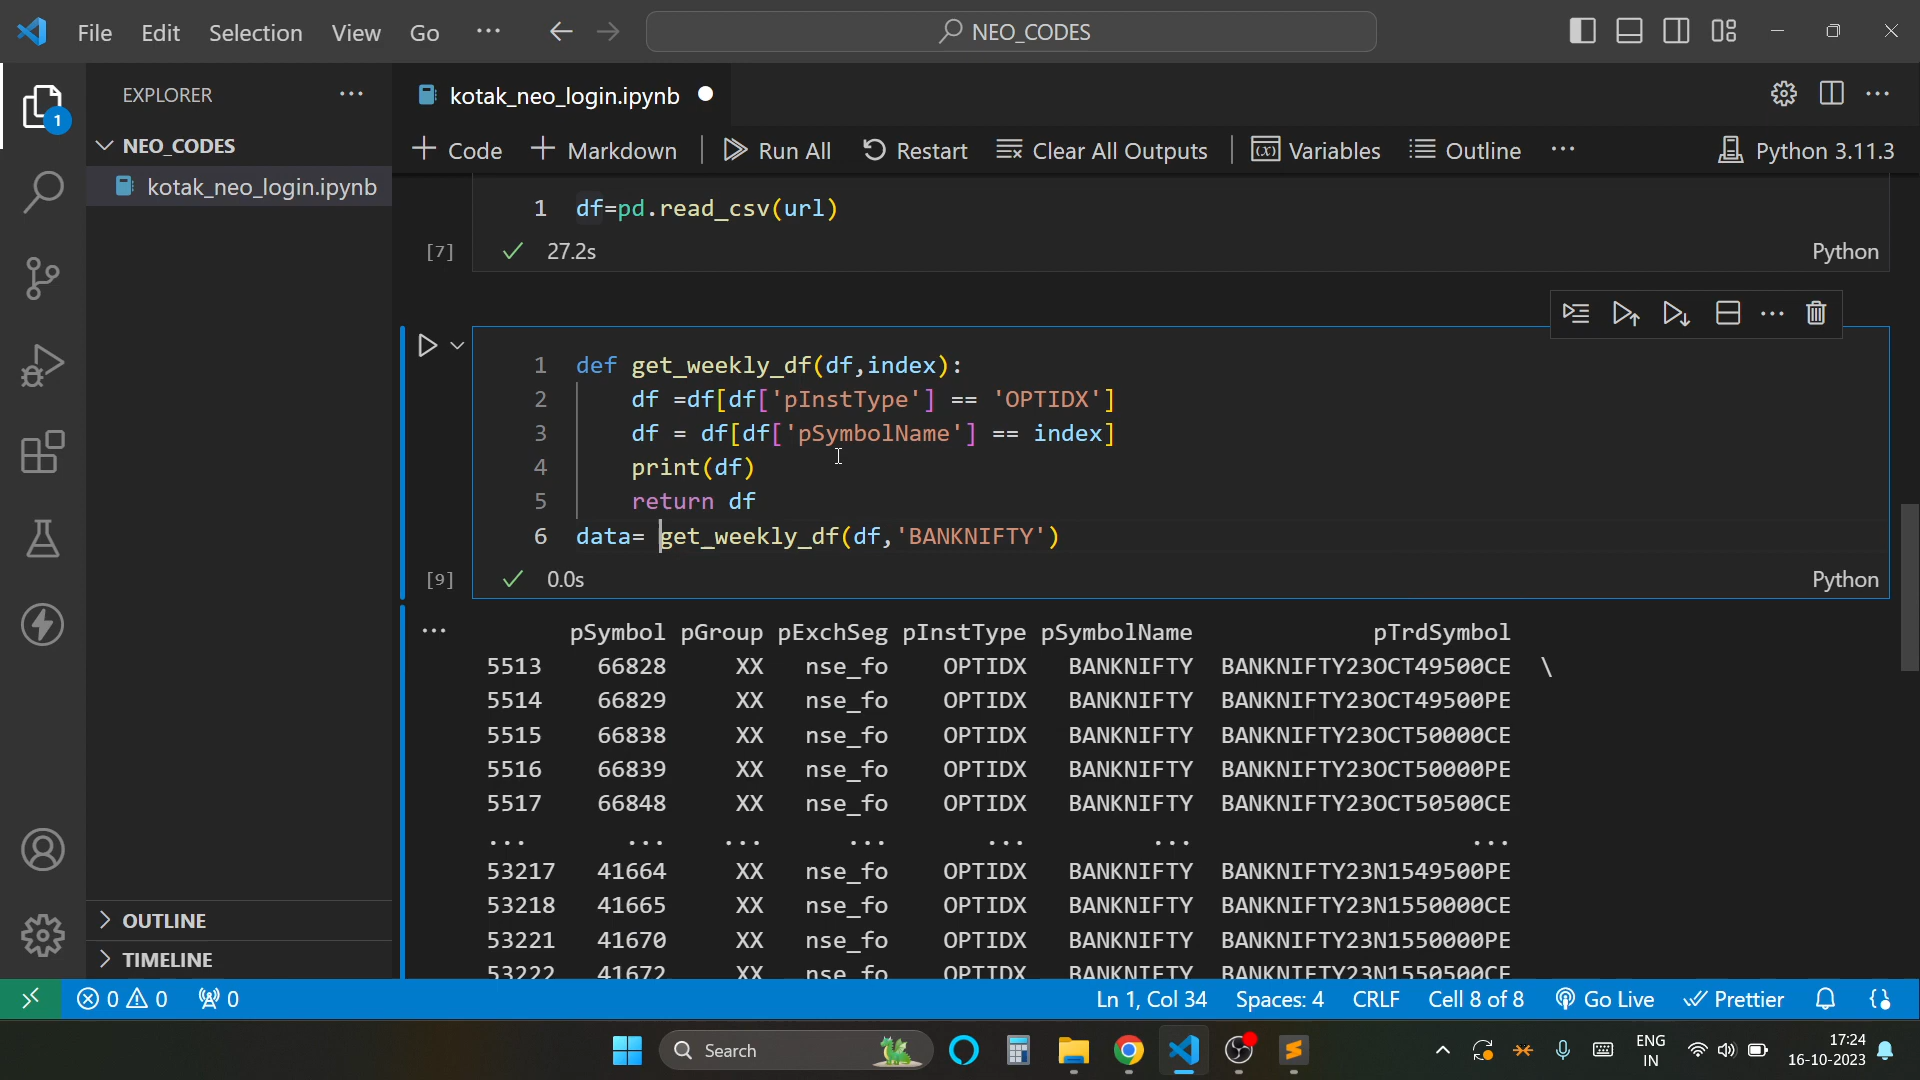 File Edit Selection View Go ··· NEO_CODES
EXPLORER ···
1
NEO_CODES
kotak_neo_login.ipynb
OUTLINE
TIMELINE
kotak_neo_login.ipynb
Code Markdown Run All Restart Clear All Outputs Variables Outline ··· Python 3.11.3
1 df=pd.read_csv(url)
[7] 27.2s Python
1 def get_weekly_df(df,index):
2 df =df[df['pInstType'] == 'OPTIDX']
3 df = df[df['pSymbolName'] == index]
4 print(df)
5 return df
6 data= get_weekly_df(df,'BANKNIFTY')
[9] 0.0s Python
··· pSymbol pGroup pExchSeg pInstType pSymbolName pTrdSymbol
5513 66828 XX nse_fo OPTIDX BANKNIFTY BANKNIFTY23OCT49500CE \
5514 66829 XX nse_fo OPTIDX BANKNIFTY BANKNIFTY23OCT49500PE
5515 66838 XX nse_fo OPTIDX BANKNIFTY BANKNIFTY23OCT50000CE
5516 66839 XX nse_fo OPTIDX BANKNIFTY BANKNIFTY23OCT50000PE
5517 66848 XX nse_fo OPTIDX BANKNIFTY BANKNIFTY23OCT50500CE
... ... ... ... ... ... ...
53217 41664 XX nse_fo OPTIDX BANKNIFTY BANKNIFTY23N1549500PE
53218 41665 XX nse_fo OPTIDX BANKNIFTY BANKNIFTY23N1550000CE
53221 41670 XX nse_fo OPTIDX BANKNIFTY BANKNIFTY23N1550000PE
53222 41672 XX nse_fo OPTIDX BANKNIFTY BANKNIFTY23N1550500CE
0 0 0 Ln 1, Col 34 Spaces: 4 CRLF Cell 8 of 8 Go Live Prettier
Search ENG IN 17:24 16-10-2023